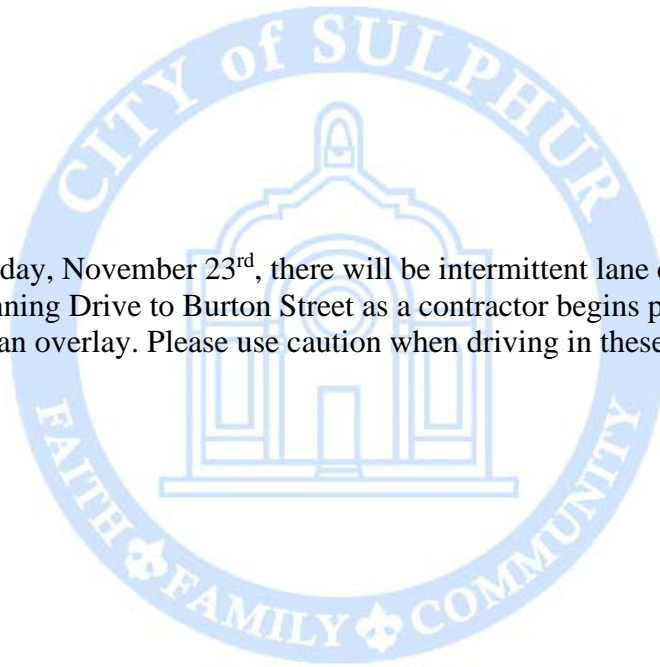 CITY of SULPHUR
day, November 23rd, there will be intermittent lane
ning Drive to Burton Street as a contractor begins
an overlay. Please use caution when driving in these
FAITH FAMILY COMMUNITY